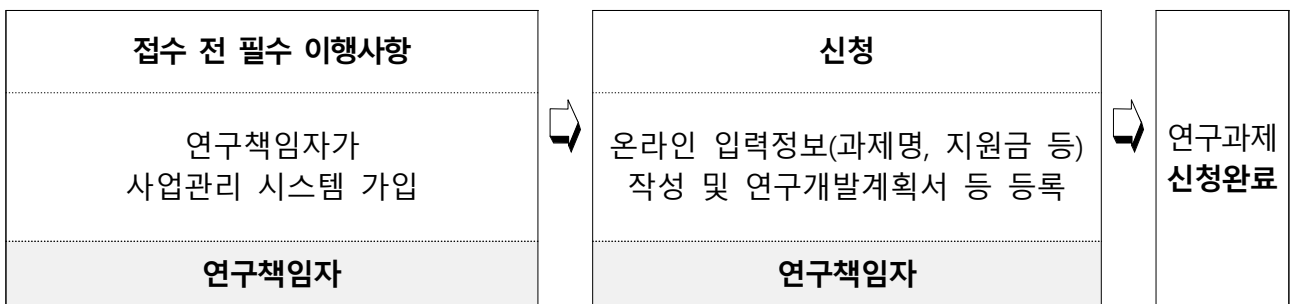 접수 전 필수 이행사항
연구책임자가
사업관리 시스템 가입
연구책임자
신청
온라인 입력정보(과제명, 지원금 등)
작성 및 연구개발계획서 등 등록
연구책임자
연구과제
신청완료